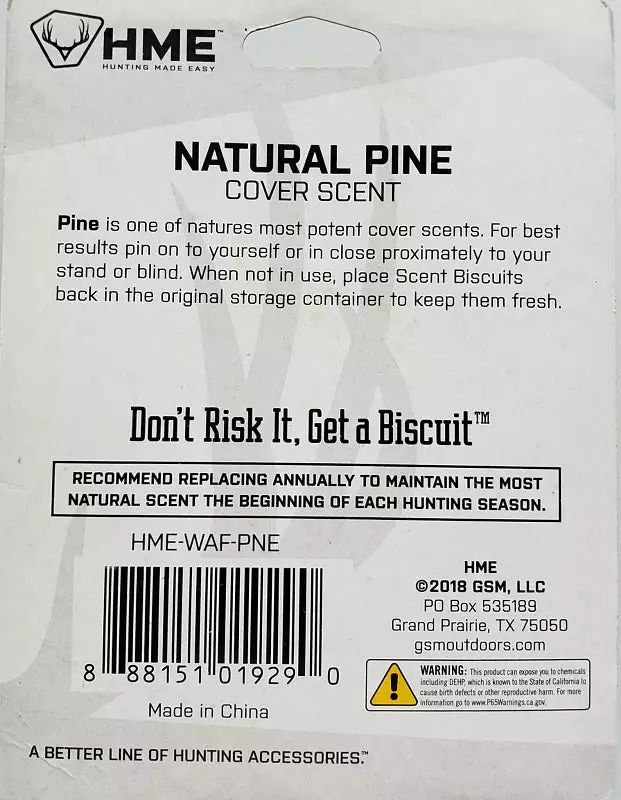 HME™
HUNTING MADE EASY
NATURAL PINE
COVER SCENT
Pine is one of natures most potent cover scents. For best
results pin on to yourself or in close proximately to your
stand or blind. When not in use, place Scent Biscuits
back in the original storage container to keep them fresh.
Don't Risk It, Get a Biscuit™
RECOMMEND REPLACING ANNUALLY TO MAINTAIN THE MOST
NATURAL SCENT THE BEGINNING OF EACH HUNTING SEASON.
HME-WAF-PNE
8 88151 01929 0
Made in China
HME
©2018 GSM, LLC
PO Box 535189
Grand Prairie, TX 75050
gsmoutdoors.com
WARNING: This product can expose you to chemicals
including DEHP, which is known to the State of California to
cause birth defects or other reproductive harm. For more
information go to www.P65Warnings.ca.gov.
A BETTER LINE OF HUNTING ACCESSORIES.™